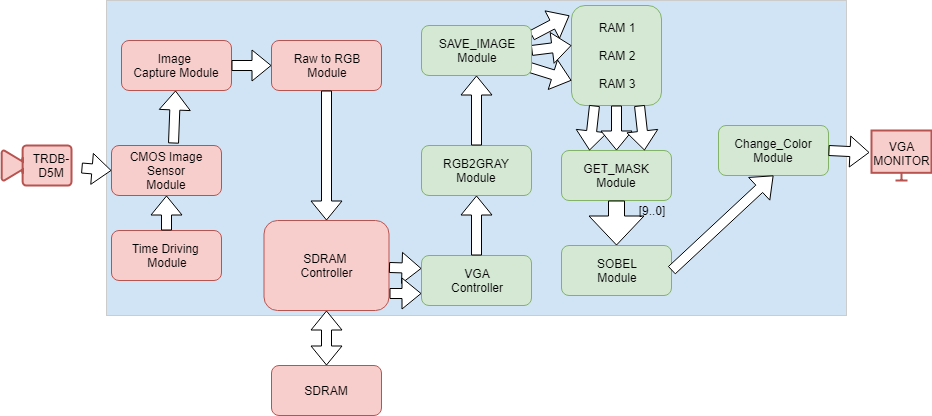 TRDB-
D5M
Image
Capture Module
CMOS Image
Sensor
Module
Time Driving
Module
Raw to RGB
Module
SDRAM
Controller
SDRAM
SAVE_IMAGE
Module
RGB2GRAY
Module
VGA
Controller
RAM 1
RAM 2
RAM 3
GET_MASK
Module
[9..0]
SOBEL
Module
Change_Color
Module
VGA
MONITOR